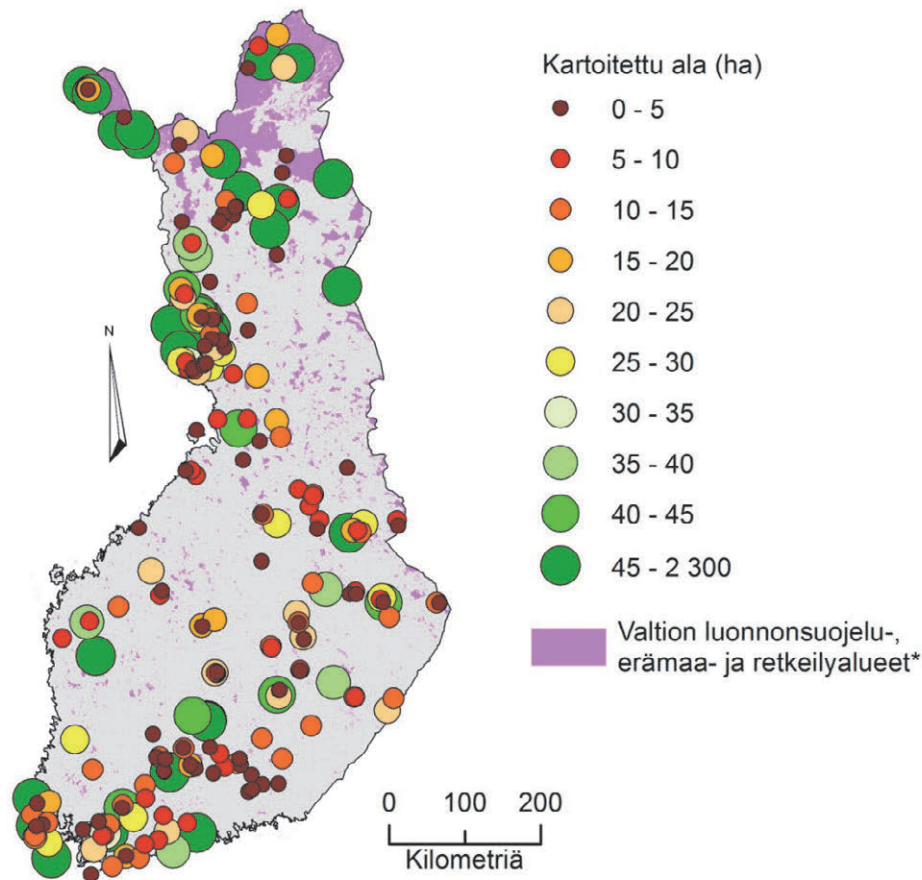 Kartoitettu ala (ha)
0 - 5
5 - 10
10 - 15
15 - 20
20 - 25
25 - 30
30 - 35
35 - 40
40 - 45
45 - 2 300
Valtion luonnonsuojelu-,
erämaa- ja retkeilyalueet*
N
0 100 200
Kilometriä